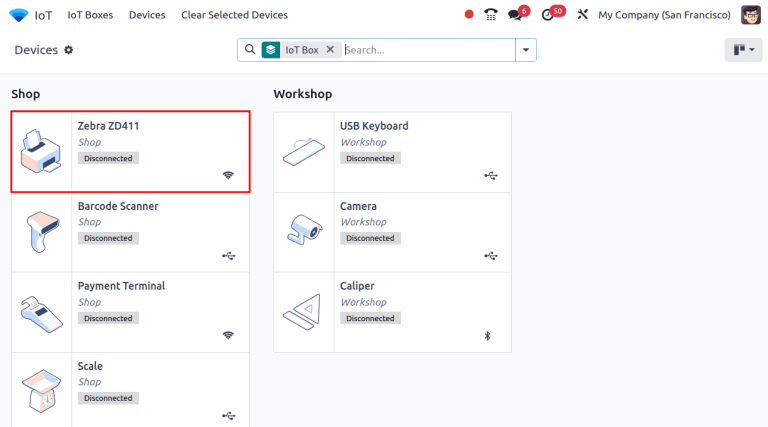 IoT IoT Boxes Devices Clear Selected Devices 6 50 My Company (San Francisco)
Devices IoT Box Search...
Shop
Zebra ZD411
Shop
Disconnected
Barcode Scanner
Shop
Disconnected
Payment Terminal
Shop
Disconnected
Scale
Shop
Disconnected
Workshop
USB Keyboard
Workshop
Disconnected
Camera
Workshop
Disconnected
Caliper
Workshop
Disconnected